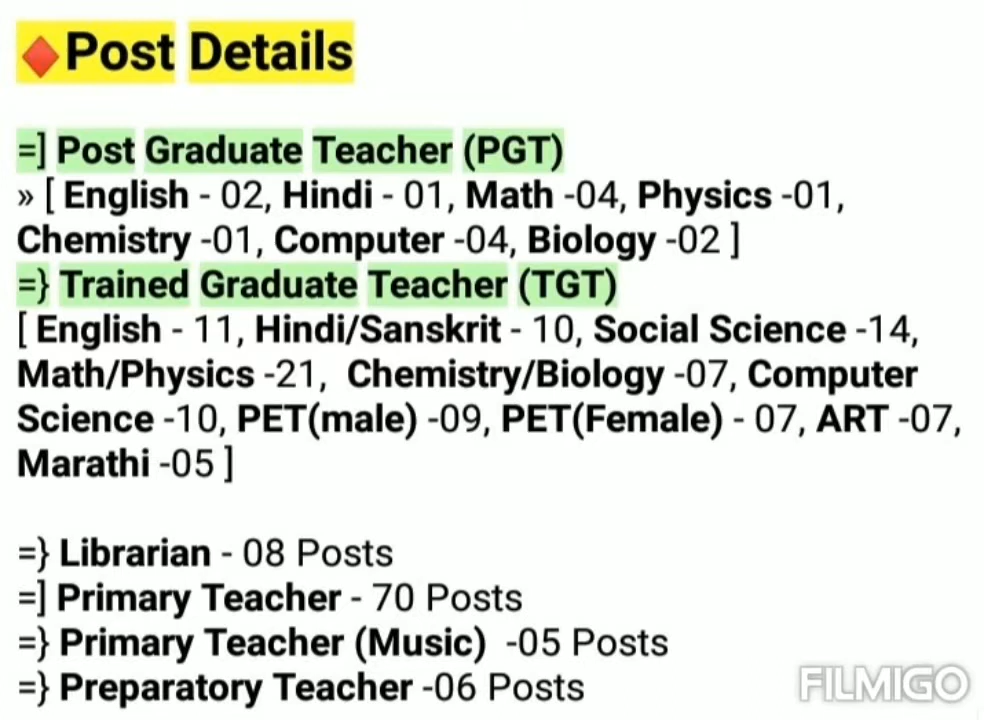 ♦Post Details
=] Post Graduate Teacher (PGT)
» [ English - 02, Hindi - 01, Math -04, Physics -01,
Chemistry -01, Computer -04, Biology -02 ]
=} Trained Graduate Teacher (TGT)
[ English - 11, Hindi/Sanskrit - 10, Social Science -14,
Math/Physics -21, Chemistry/Biology -07, Computer
Science -10, PET(male) -09, PET(Female) - 07, ART -07,
Marathi -05 ]
=} Librarian - 08 Posts
=] Primary Teacher - 70 Posts
=} Primary Teacher (Music) -05 Posts
=} Preparatory Teacher -06 Posts
FILMIGO